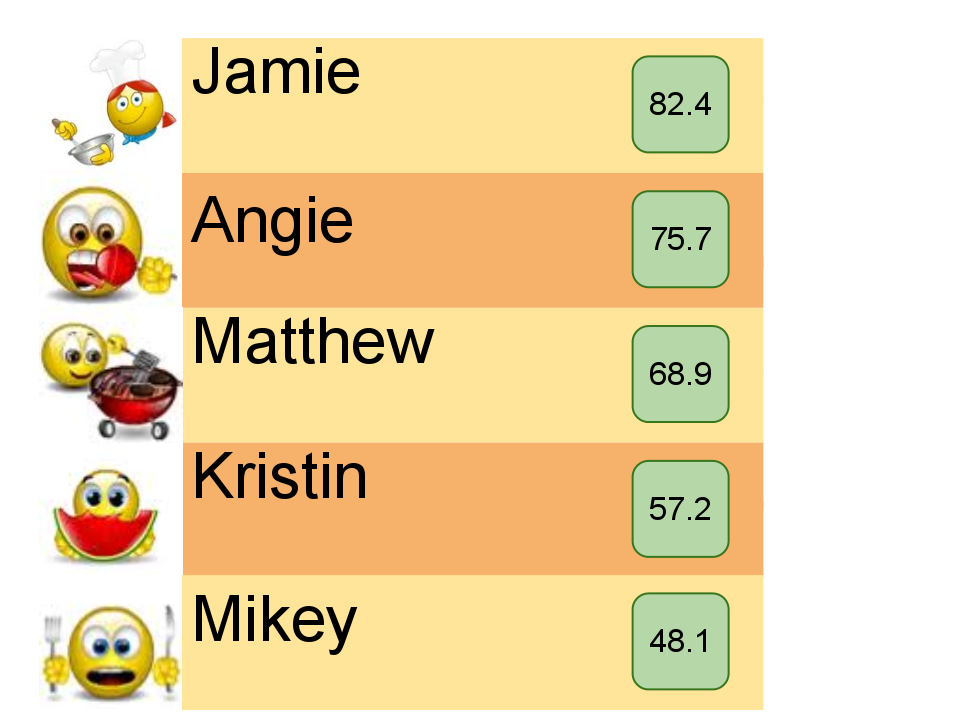 Jamie
82.4
Angie
75.7
Matthew
68.9
Kristin
57.2
Mikey
48.1